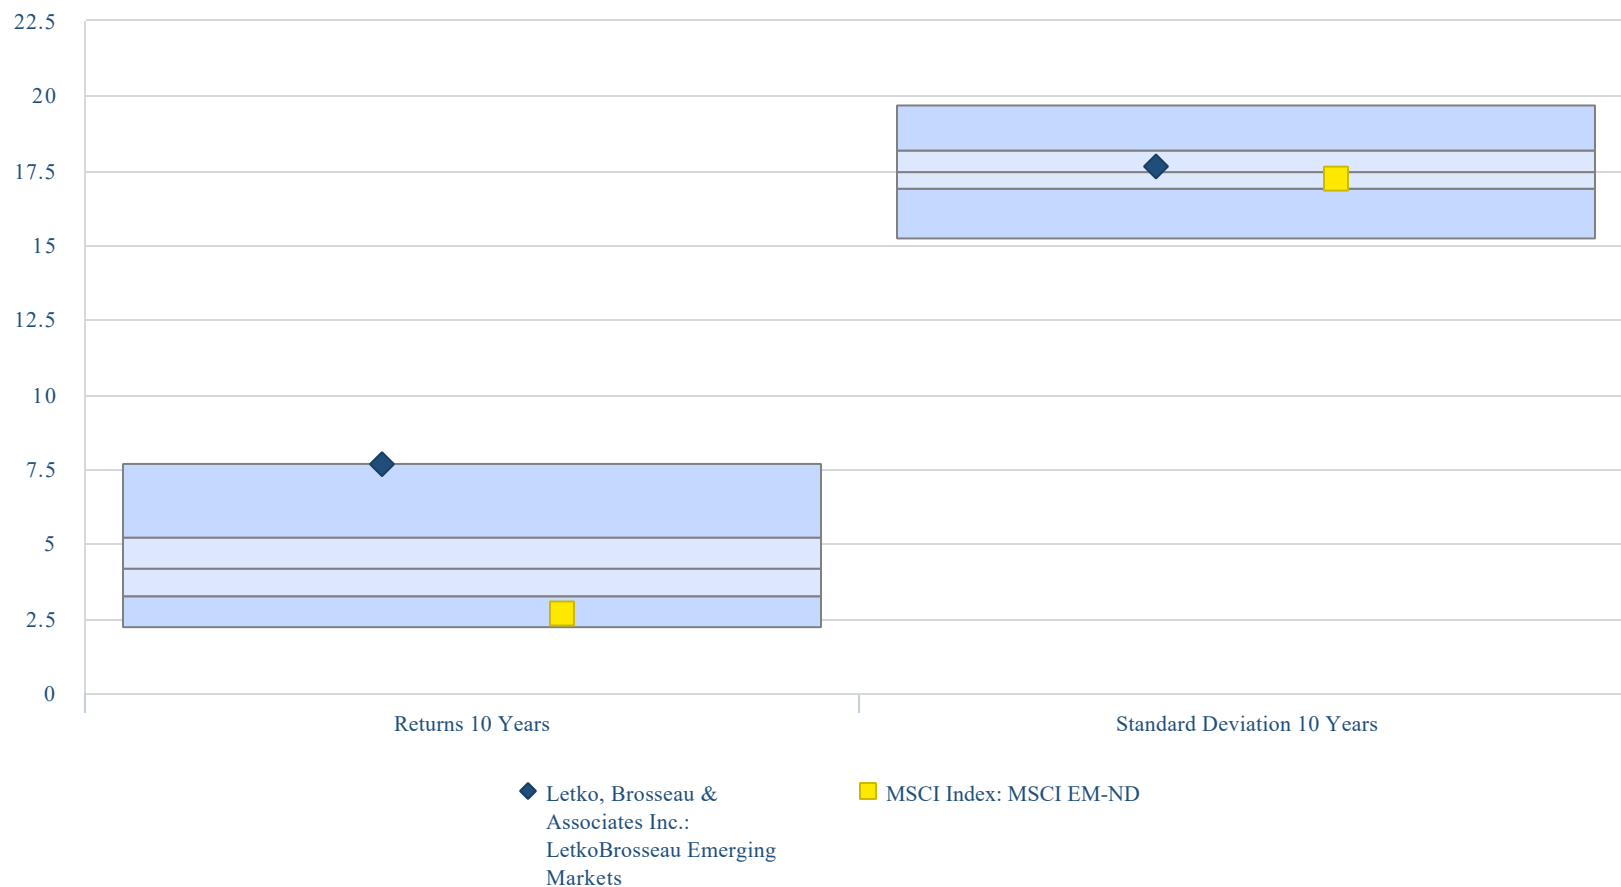 22.5
20
17.5
15
12.5
10
7.5
5
2.5
0
Returns 10 Years
Standard Deviation 10 Years
Letko, Brosseau &
Associates Inc.:
LetkoBrosseau Emerging
Markets
MSCI Index: MSCI EM-ND